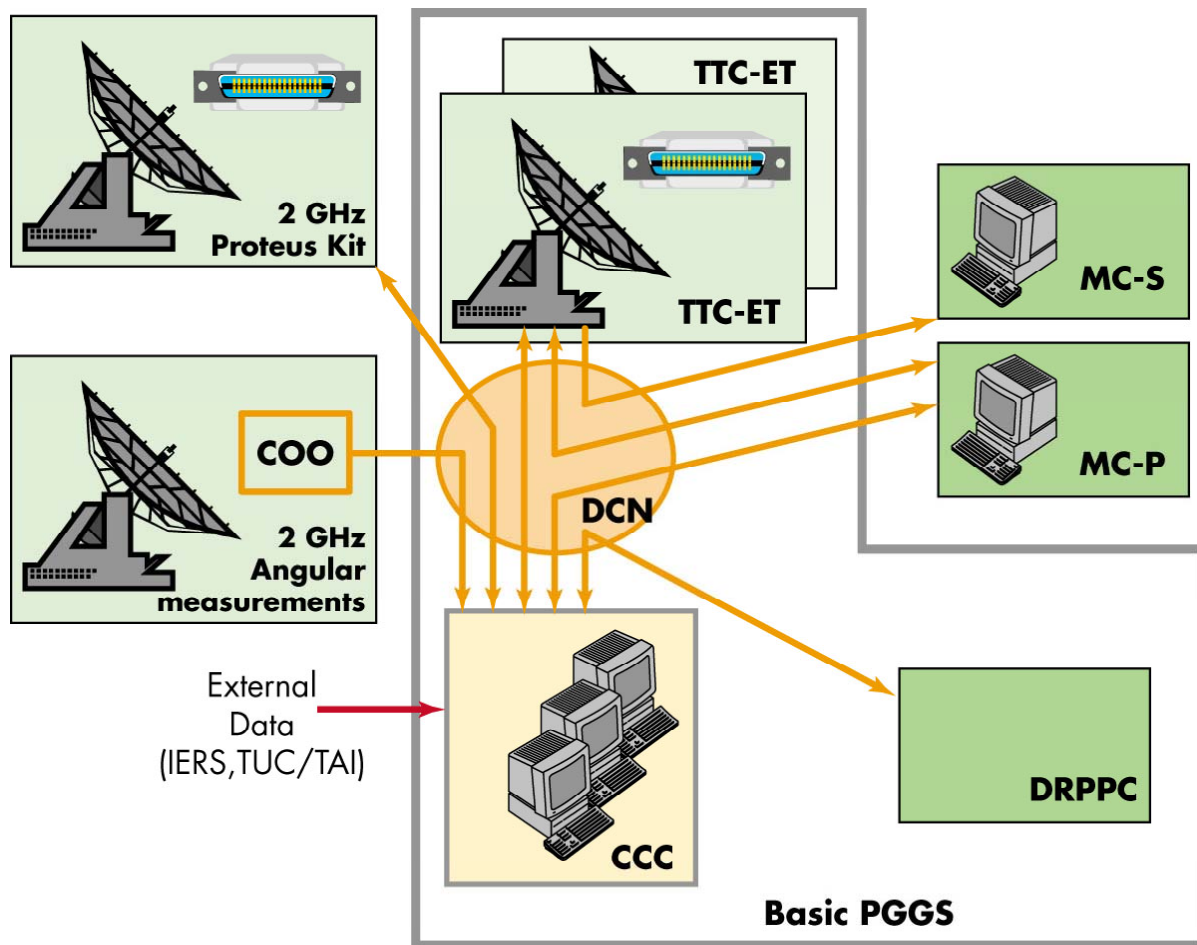 2 GHz
Proteus Kit
TTC-ET
TTC-ET
MC-S
MC-P
COO
2 GHz
Angular
measurements
DCN
External
Data
(IERS,TUC/TAI)
CCC
DRPPC
Basic PGGS